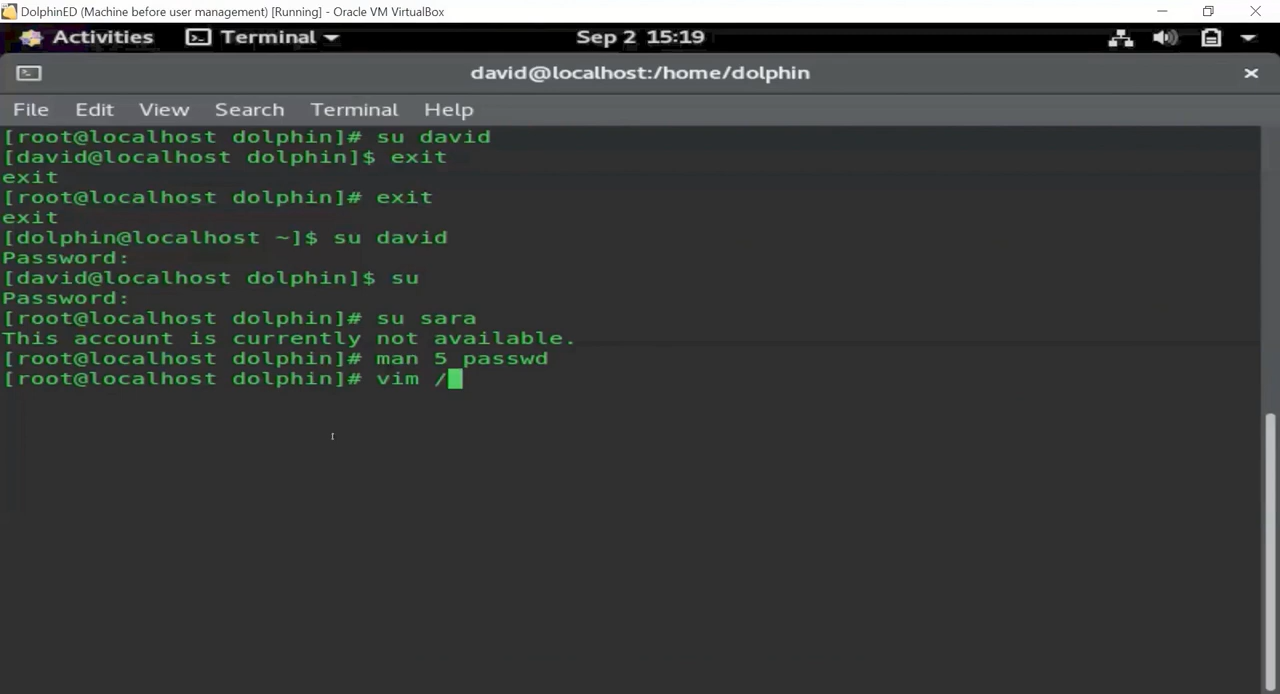 DolphinED (Machine before user management) [Running] - Oracle VM VirtualBox
Activities Terminal Sep 2 15:19
david@localhost:/home/dolphin
File Edit View Search Terminal Help
[root@localhost dolphin]# su david
[david@localhost dolphin]$ exit
exit
[root@localhost dolphin]# exit
exit
[dolphin@localhost ~]$ su david
Password:
[david@localhost dolphin]$ su
Password:
[root@localhost dolphin]# su sara
This account is currently not available.
[root@localhost dolphin]# man 5 passwd
[root@localhost dolphin]# vim /